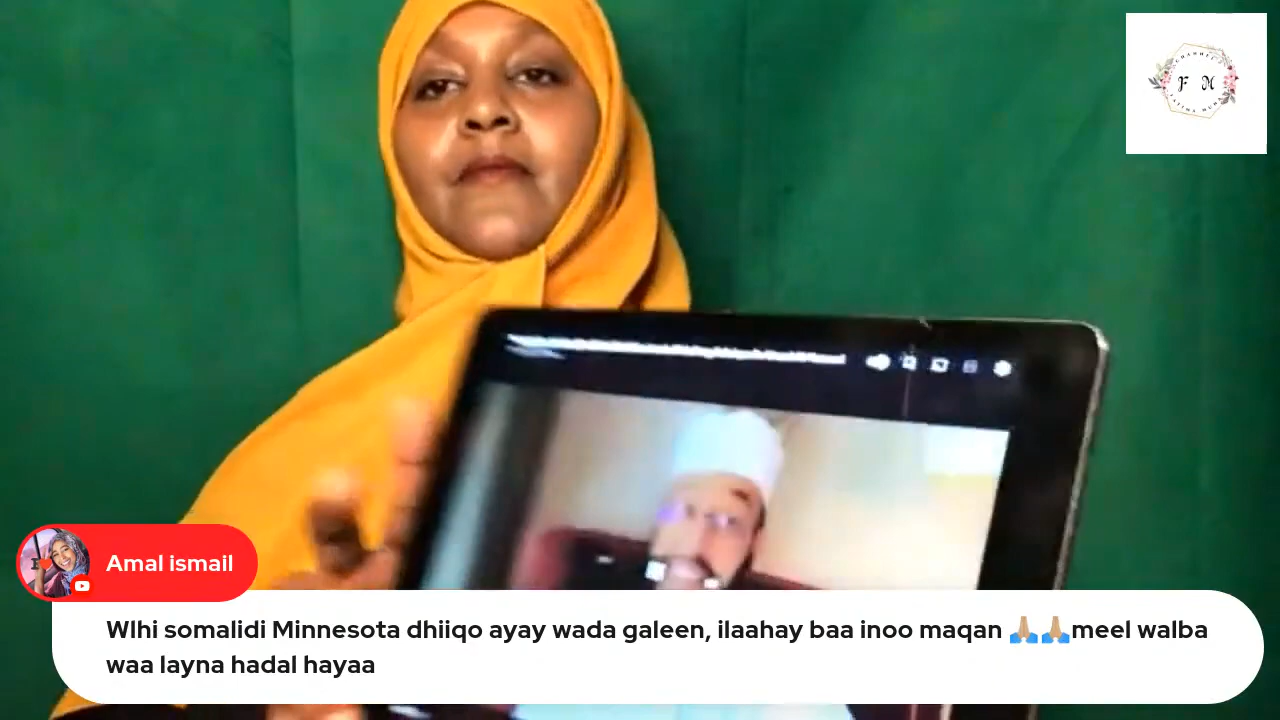 CHANNEL
F M
Amal ismail
Wlhi somalidi Minnesota dhiiqo ayay wada galeen, ilaahay baa inoo maqan 🙏🏽🙏🏽meel walba
waa layna hadal hayaa